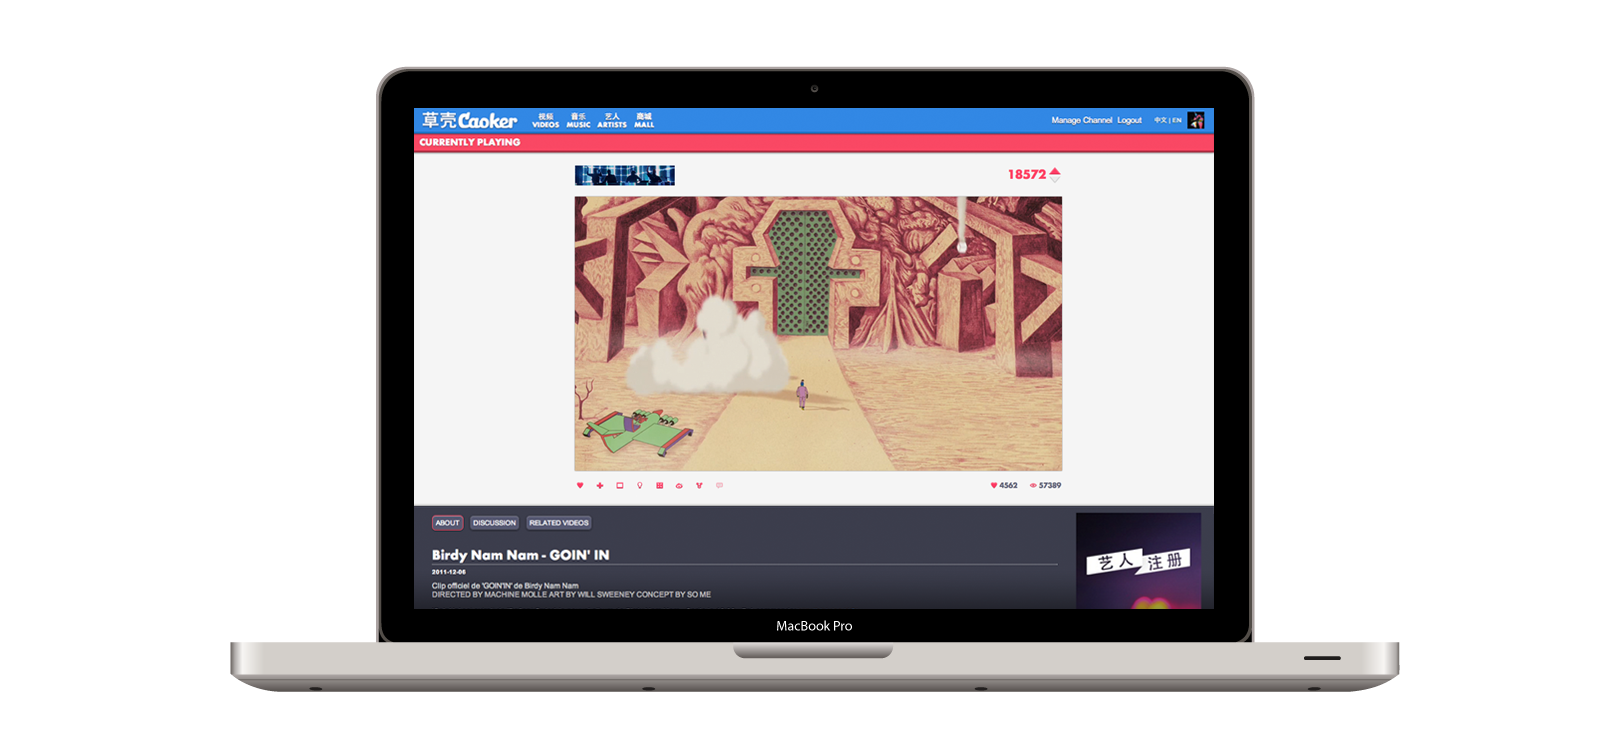 草壳Caoker
视频 音乐 艺人 商城
VIDEOS MUSIC ARTISTS MALL
Manage Channel Logout 中文 | EN
CURRENTLY PLAYING
18572
4562 57389
ABOUT DISCUSSION RELATED VIDEOS
Birdy Nam Nam - GOIN' IN
2011-12-06
Clip officiel de 'GOIN'IN' de Birdy Nam Nam
DIRECTED BY MACHINE MOLLE ART BY WILL SWEENEY CONCEPT BY SO ME
艺人 注册
MacBook Pro